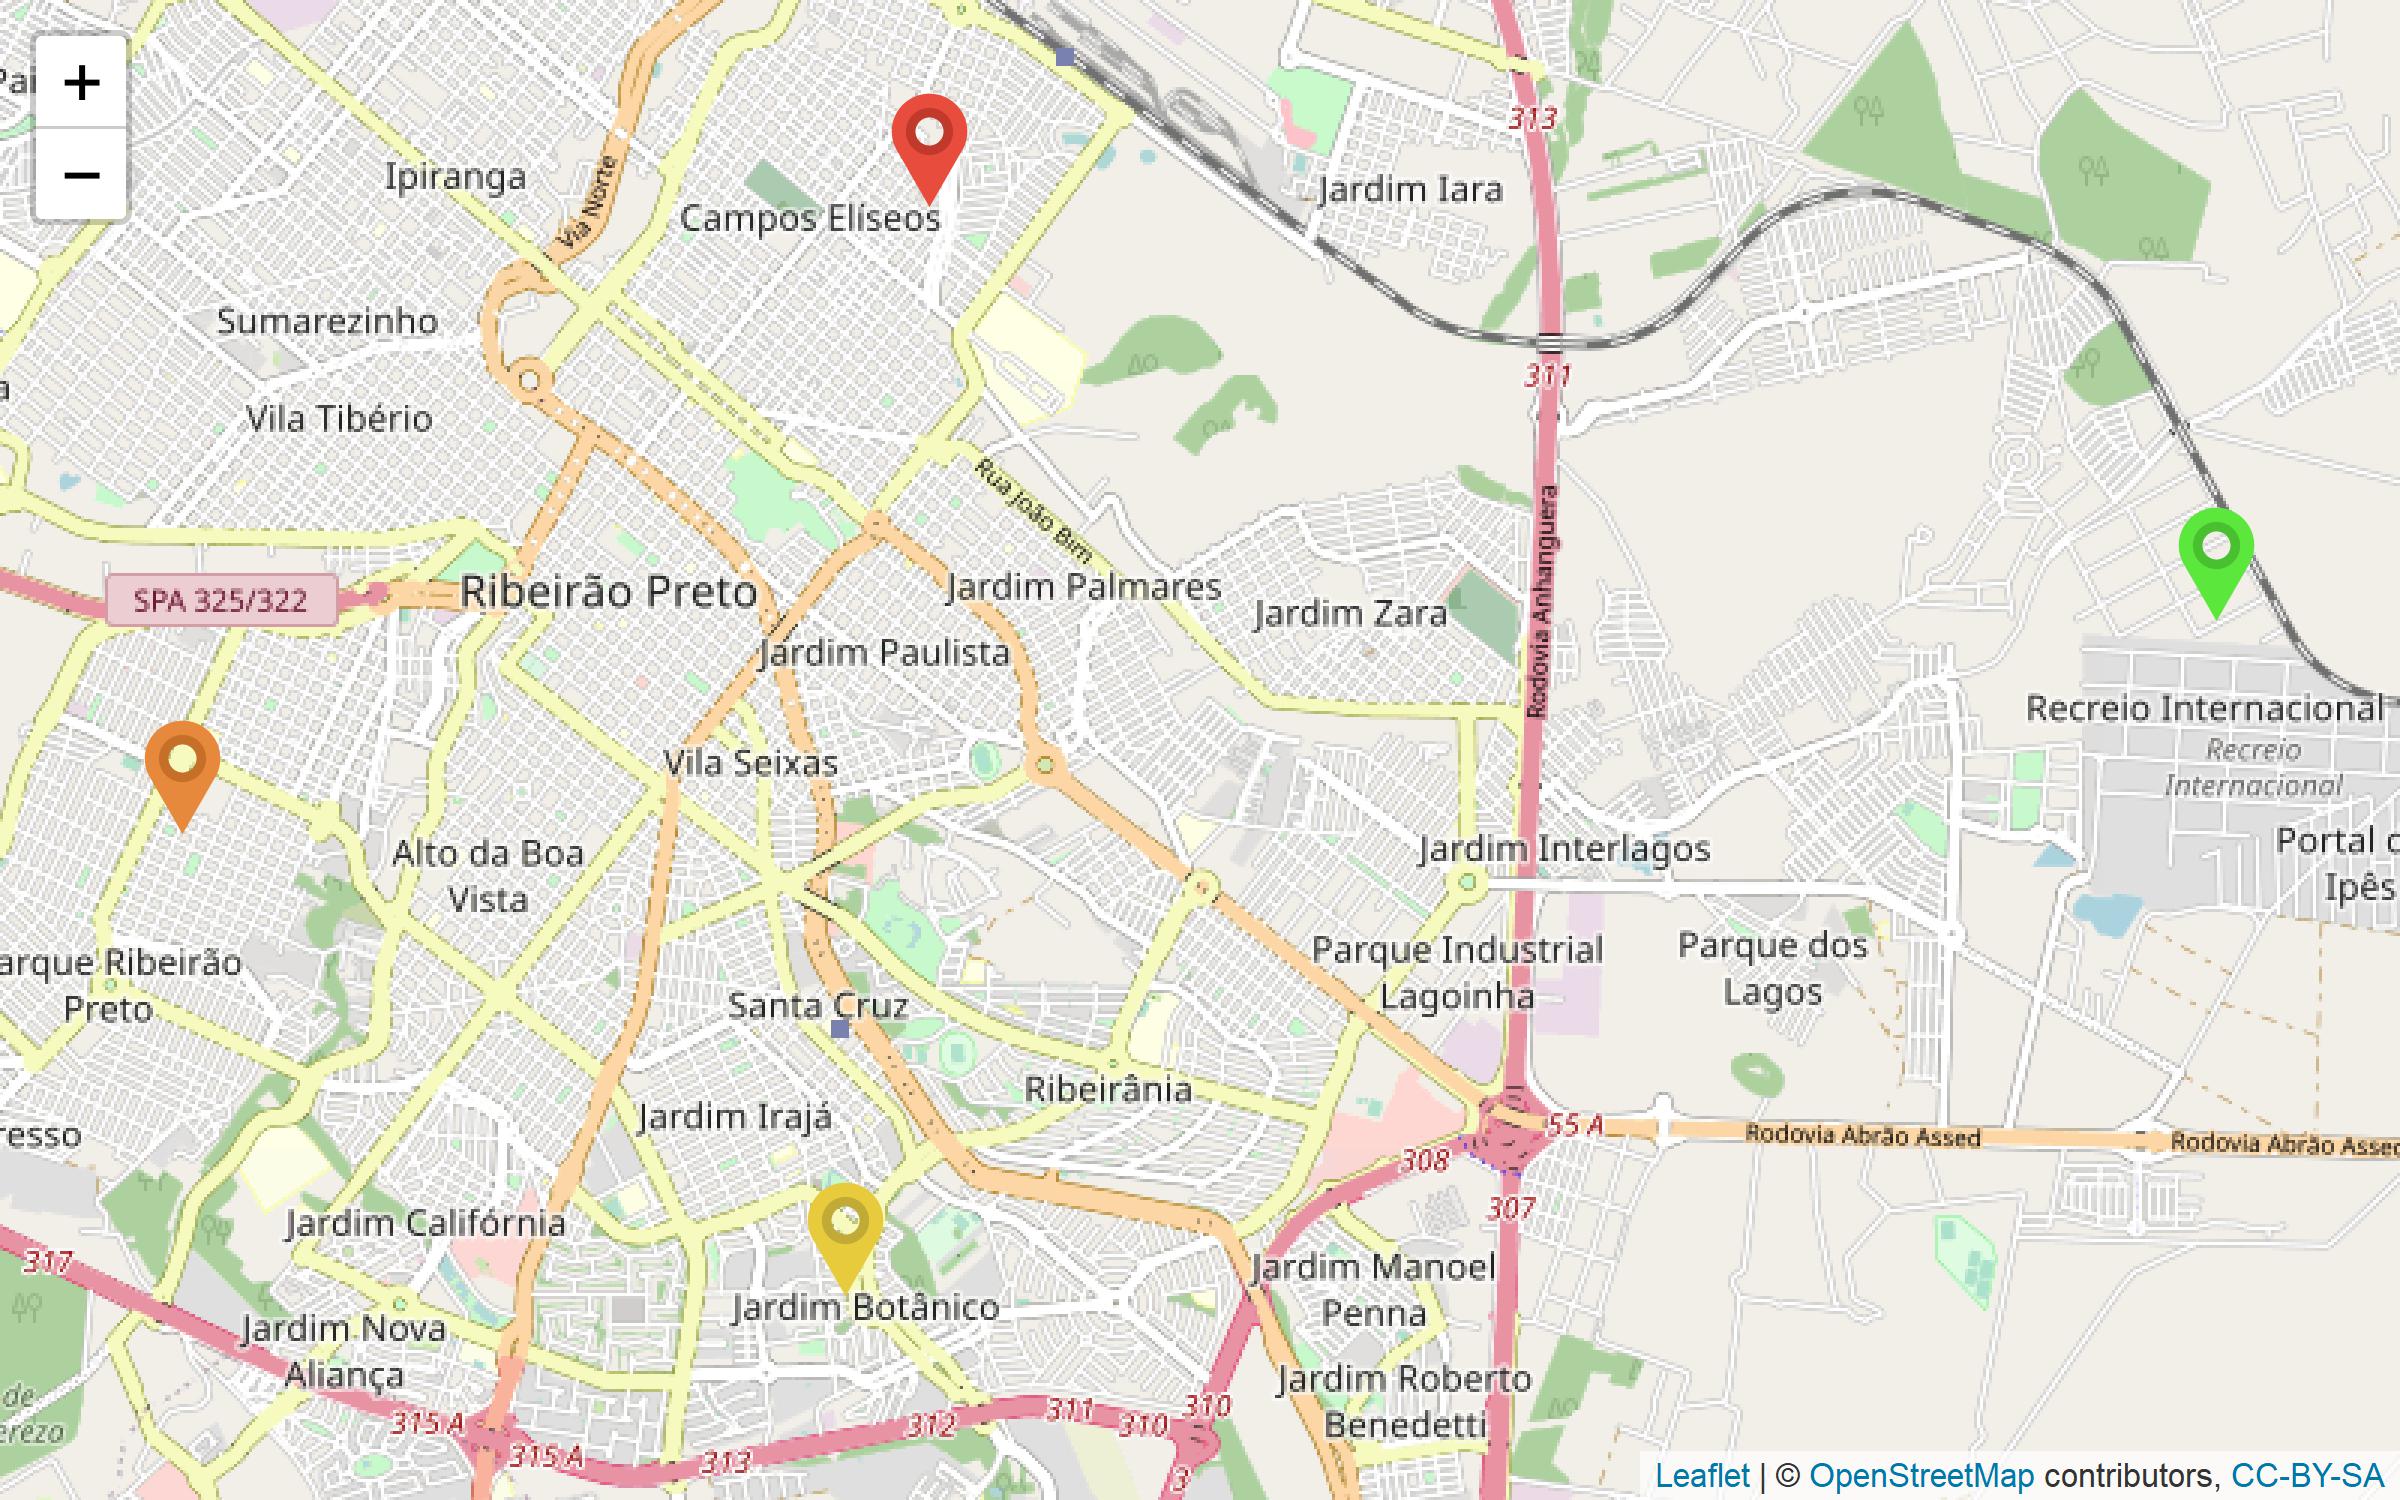 +
−
Ipiranga
Via Norte
Campos Elíseos
313
Jardim Iara
Sumarezinho
Vila Tibério
311
Rua João Bim
Rodovia Anhanguera
SPA 325/322
Ribeirão Preto
Jardim Palmares
Jardim Zara
Jardim Paulista
Recreio Internacional
Recreio
Internacional
Vila Seixas
Jardim Interlagos
Alto da Boa
Vista
Portal d
Ipês
arque Ribeirão
Preto
Parque Industrial
Lagoinha
Parque dos
Lagos
Santa Cruz
Ribeirânia
Jardim Irajá
resso
55 A
Rodovia Abrão Assed
Rodovia Abrão Assed
308
307
Jardim Califórnia
317
Jardim Manoel
Penna
Jardim Botânico
Jardim Nova
Aliança
Jardim Roberto
Benedetti
de
erezo
315 A
315 A
313
312
311
310
310
3
Leaflet | © OpenStreetMap contributors, CC-BY-SA